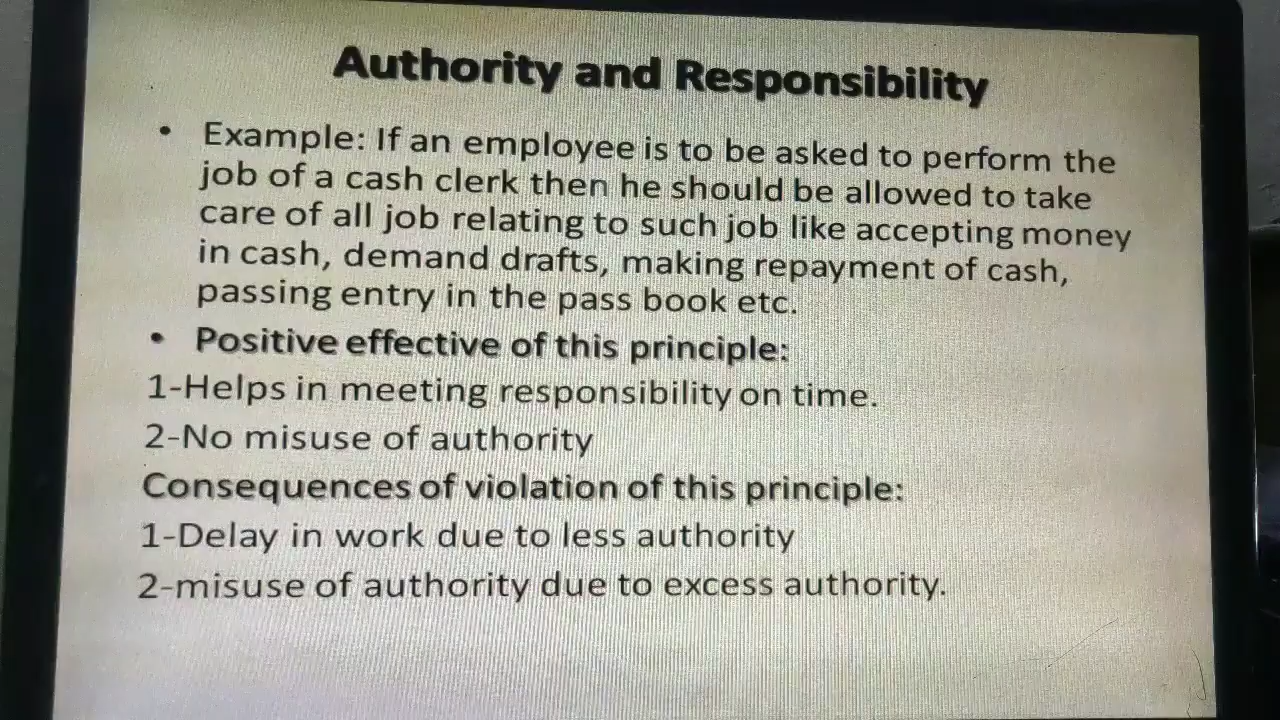 Authority and Responsibility
• Example: If an employee is to be asked to perform the
job of a cash clerk then he should be allowed to take
care of all job relating to such job like accepting money
in cash, demand drafts, making repayment of cash,
passing entry in the pass book etc.
• Positive effective of this principle:
1-Helps in meeting responsibility on time.
2-No misuse of authority
Consequences of violation of this principle:
1-Delay in work due to less authority
2-misuse of authority due to excess authority.